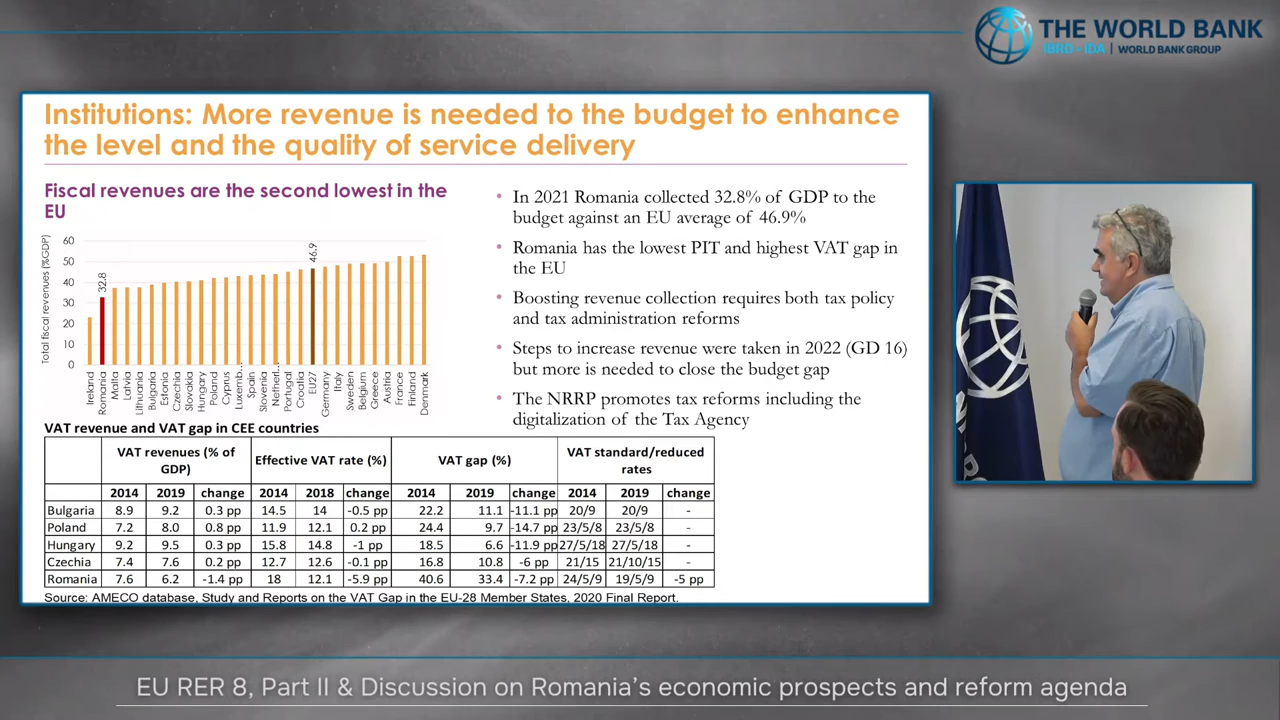 THE WORLD BANK
IBRD • IDA | WORLD BANK GROUP
Institutions: More revenue is needed to the budget to enhance
the level and the quality of service delivery
Fiscal revenues are the second lowest in the
EU
Total fiscal revenues (%GDP)
60
50
40
30
20
10
0
32.8
46.9
Ireland
Romania
Malta
Latvia
Lithuania
Bulgaria
Estonia
Czechia
Slovakia
Hungary
Poland
Cyprus
Luxemb…
Spain
Slovenia
Netherl…
Portugal
Croatia
EU27
Germany
Italy
Sweden
Belgium
Greece
Austria
France
Finland
Denmark
• In 2021 Romania collected 32.8% of GDP to the
budget against an EU average of 46.9%
• Romania has the lowest PIT and highest VAT gap in
the EU
• Boosting revenue collection requires both tax policy
and tax administration reforms
• Steps to increase revenue were taken in 2022 (GD 16)
but more is needed to close the budget gap
• The NRRP promotes tax reforms including the
digitalization of the Tax Agency
VAT revenue and VAT gap in CEE countries
VAT revenues (% of GDP) Effective VAT rate (%) VAT gap (%) VAT standard/reduced rates
2014 2019 change 2014 2018 change 2014 2019 change 2014 2019 change
Bulgaria 8.9 9.2 0.3 pp 14.5 14 -0.5 pp 22.2 11.1 -11.1 pp 20/9 20/9 -
Poland 7.2 8.0 0.8 pp 11.9 12.1 0.2 pp 24.4 9.7 -14.7 pp 23/5/8 23/5/8 -
Hungary 9.2 9.5 0.3 pp 15.8 14.8 -1 pp 18.5 6.6 -11.9 pp 27/5/18 27/5/18 -
Czechia 7.4 7.6 0.2 pp 12.7 12.6 -0.1 pp 16.8 10.8 -6 pp 21/15 21/10/15 -
Romania 7.6 6.2 -1.4 pp 18 12.1 -5.9 pp 40.6 33.4 -7.2 pp 24/5/9 19/5/9 -5 pp
Source: AMECO database, Study and Reports on the VAT Gap in the EU-28 Member States, 2020 Final Report.
EU RER 8, Part II & Discussion on Romania's economic prospects and reform agenda